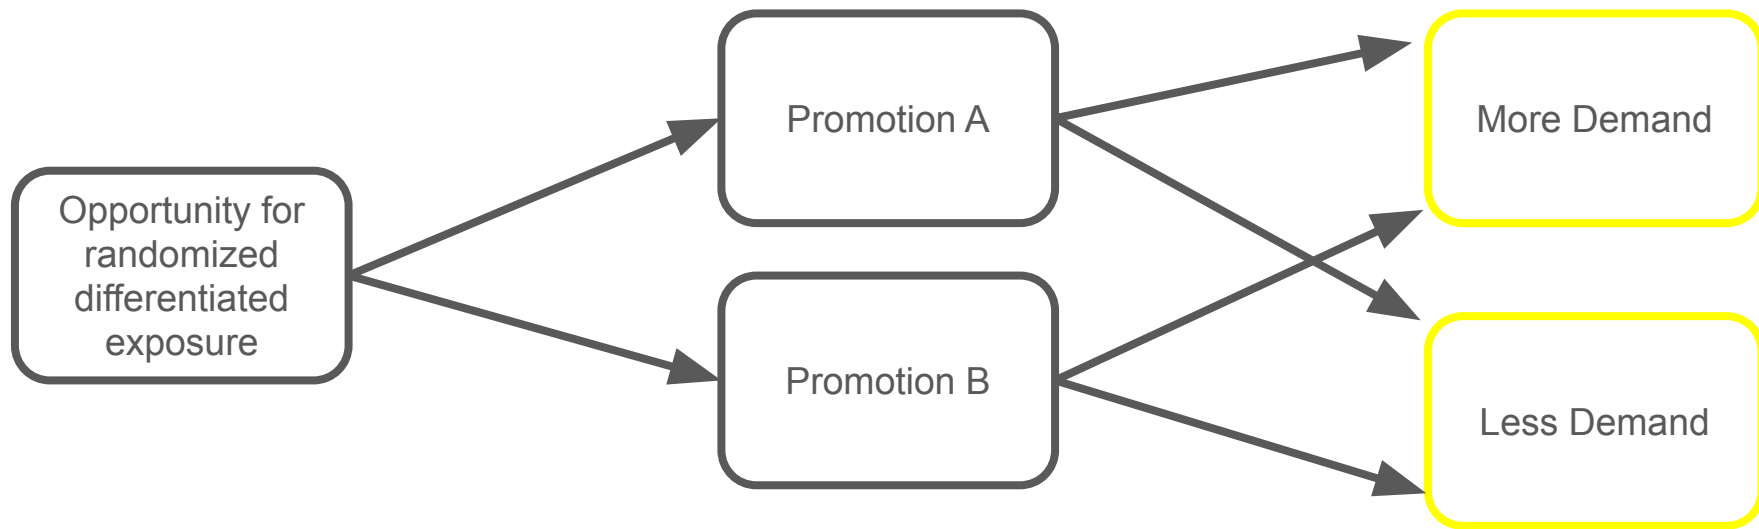 Opportunity for
randomized
differentiated
exposure
Promotion A
Promotion B
More Demand
Less Demand